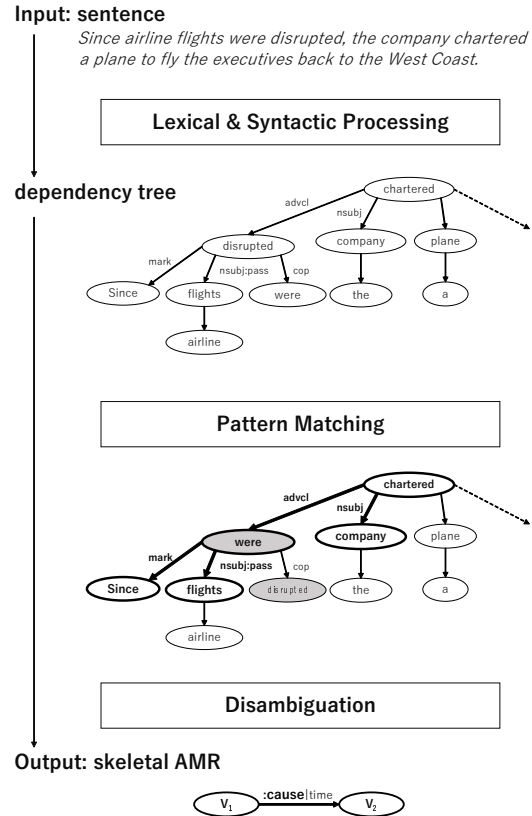 Input: sentence
Since airline flights were disrupted, the company chartered
a plane to fly the executives back to the West Coast.
Lexical & Syntactic Processing
dependency tree
chartered
advcl
nsubj
disrupted
company
plane
mark
nsubj:pass
cop
Since
flights
were
the
a
airline
Pattern Matching
chartered
advcl
nsubj
were
company
plane
mark
nsubj:pass
cop
Since
flights
disrupted
the
a
airline
Disambiguation
Output: skeletal AMR
:cause|time
V₁
V₂